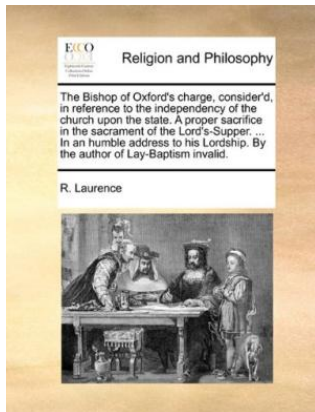 ECCO
Religion and Philosophy
The Bishop of Oxford's charge, consider'd,
in reference to the independency of the
church upon the state. A proper sacrifice
in the sacrament of the Lord's-Supper. ...
In an humble address to his Lordship. By
the author of Lay-Baptism invalid.
R. Laurence